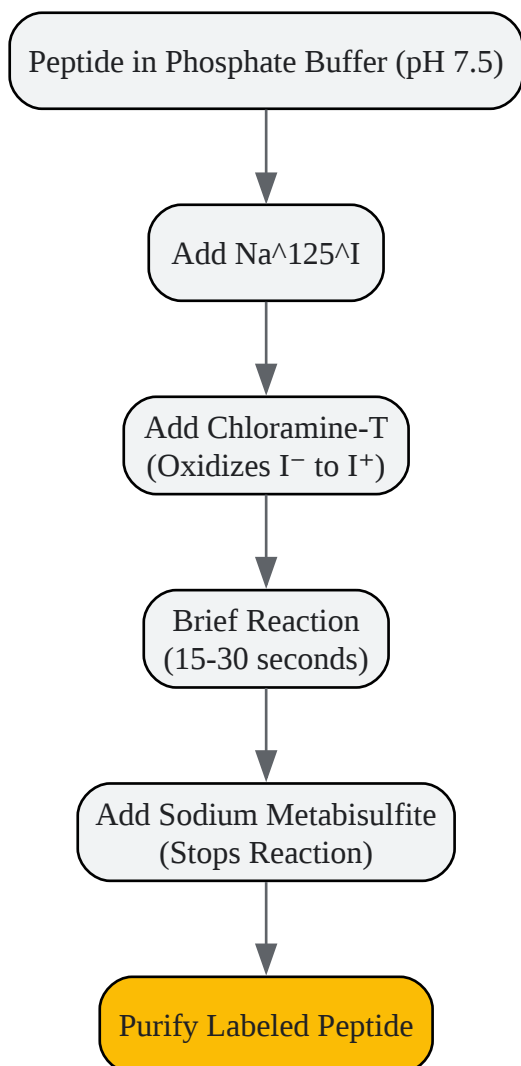 Peptide in Phosphate Buffer (pH 7.5)
Add Na^125^I
Add Chloramine-T
(Oxidizes I⁻ to I⁺)
Brief Reaction
(15-30 seconds)
Add Sodium Metabisulfite
(Stops Reaction)
Purify Labeled Peptide